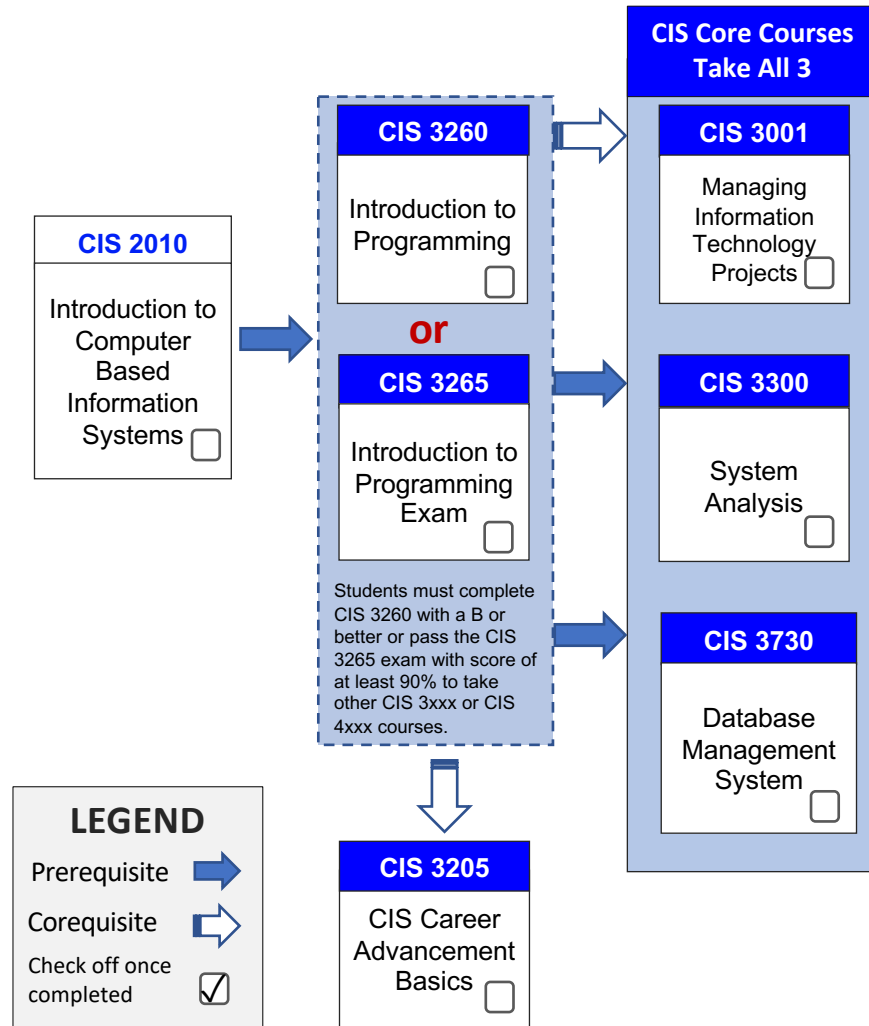 CIS 2010
Introduction to
Computer
Based
Information
Systems
CIS 3260
Introduction to
Programming
or
CIS 3265
Introduction to
Programming
Exam
Students must complete
CIS 3260 with a B or
better or pass the CIS
3265 exam with score of
at least 90% to take
other CIS 3xxx or CIS
4xxx courses.
CIS Core Courses
Take All 3
CIS 3001
Managing
Information
Technology
Projects
CIS 3300
System
Analysis
CIS 3730
Database
Management
System
CIS 3205
CIS Career
Advancement
Basics
LEGEND
Prerequisite
Corequisite
Check off once
completed